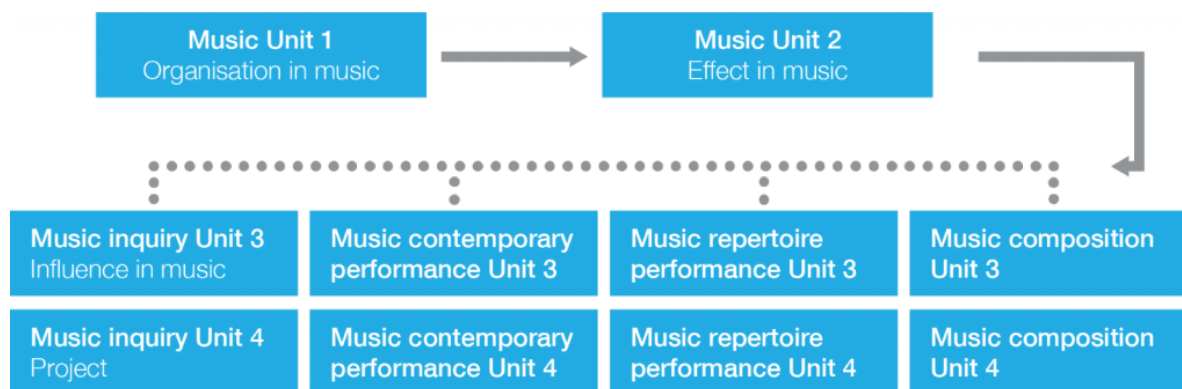 Music Unit 1
Organisation in music
Music Unit 2
Effect in music
Music inquiry Unit 3
Influence in music
Music contemporary
performance Unit 3
Music repertoire
performance Unit 3
Music composition
Unit 3
Music inquiry Unit 4
Project
Music contemporary
performance Unit 4
Music repertoire
performance Unit 4
Music composition
Unit 4